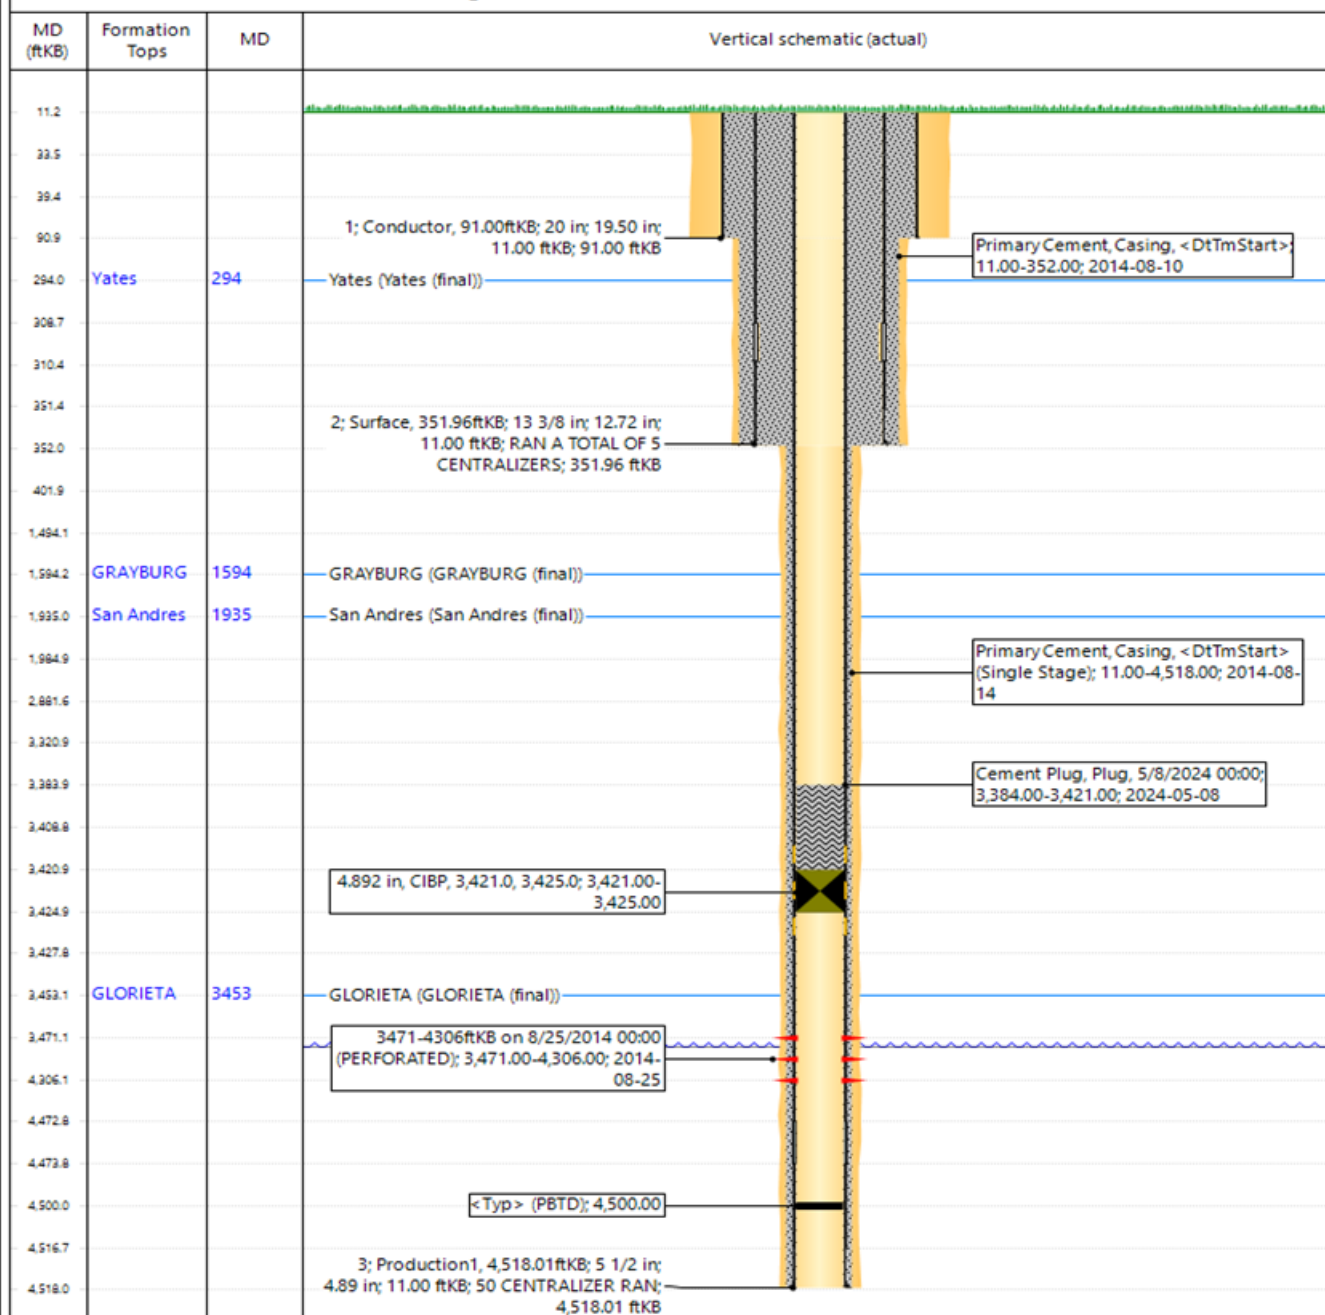 MD
(ftKB)
Formation
Tops
MD
Vertical schematic (actual)
11.2
33.5
39.4
1; Conductor, 91.00ftKB; 20 in; 19.50 in;
11.00 ftKB; 91.00 ftKB
90.9
Primary Cement, Casing, <DtTmStart>;
11.00-352.00; 2014-08-10
294.0 Yates 294 Yates (Yates (final))
308.7
310.4
351.4
2; Surface, 351.96ftKB; 13 3/8 in; 12.72 in;
11.00 ftKB; RAN A TOTAL OF 5
CENTRALIZERS; 351.96 ftKB
352.0
401.9
1,494.1
1,594.2 GRAYBURG 1594 GRAYBURG (GRAYBURG (final))
1,935.0 San Andres 1935 San Andres (San Andres (final))
1,984.9
Primary Cement, Casing, <DtTmStart>
(Single Stage); 11.00-4,518.00; 2014-08-
14
2,881.6
3,320.9
3,383.9
Cement Plug, Plug, 5/8/2024 00:00;
3,384.00-3,421.00; 2024-05-08
3,408.8
3,420.9
4.892 in, CIBP, 3,421.0, 3,425.0; 3,421.00-
3,425.00
3,424.9
3,427.8
3,453.1 GLORIETA 3453 GLORIETA (GLORIETA (final))
3,471.1
3471-4306ftKB on 8/25/2014 00:00
(PERFORATED); 3,471.00-4,306.00; 2014-
08-25
4,306.1
4,472.8
4,473.8
4,500.0
<Typ> (PBTD); 4,500.00
4,516.7
3; Production1, 4,518.01ftKB; 5 1/2 in;
4.89 in; 11.00 ftKB; 50 CENTRALIZER RAN;
4,518.01 ftKB
4,518.0